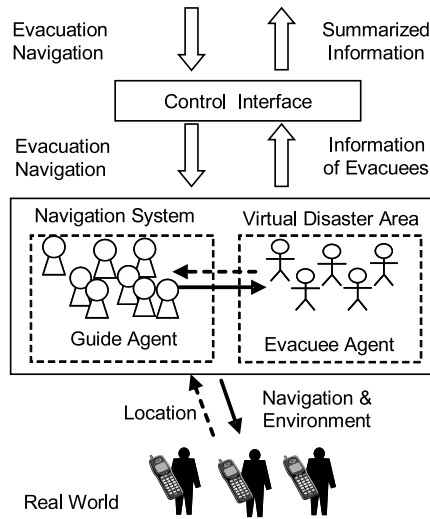 Evacuation
Navigation
Summarized
Information
Control Interface
Evacuation
Navigation
Information
of Evacuees
Navigation System
Virtual Disaster Area
Guide Agent
Evacuee Agent
Location
Navigation &
Environment
Real World